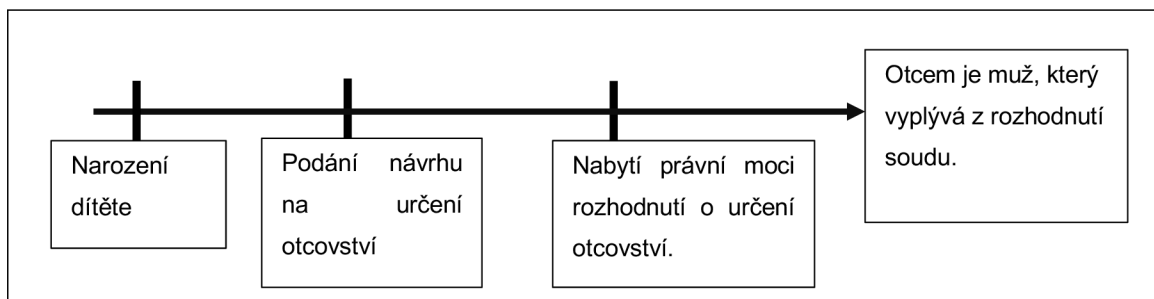 Narození
dítěte
Podání návrhu
na určení
otcovství
Nabytí právní moci
rozhodnutí o určení
otcovství.
Otcem je muž, který
vyplývá z rozhodnutí
soudu.